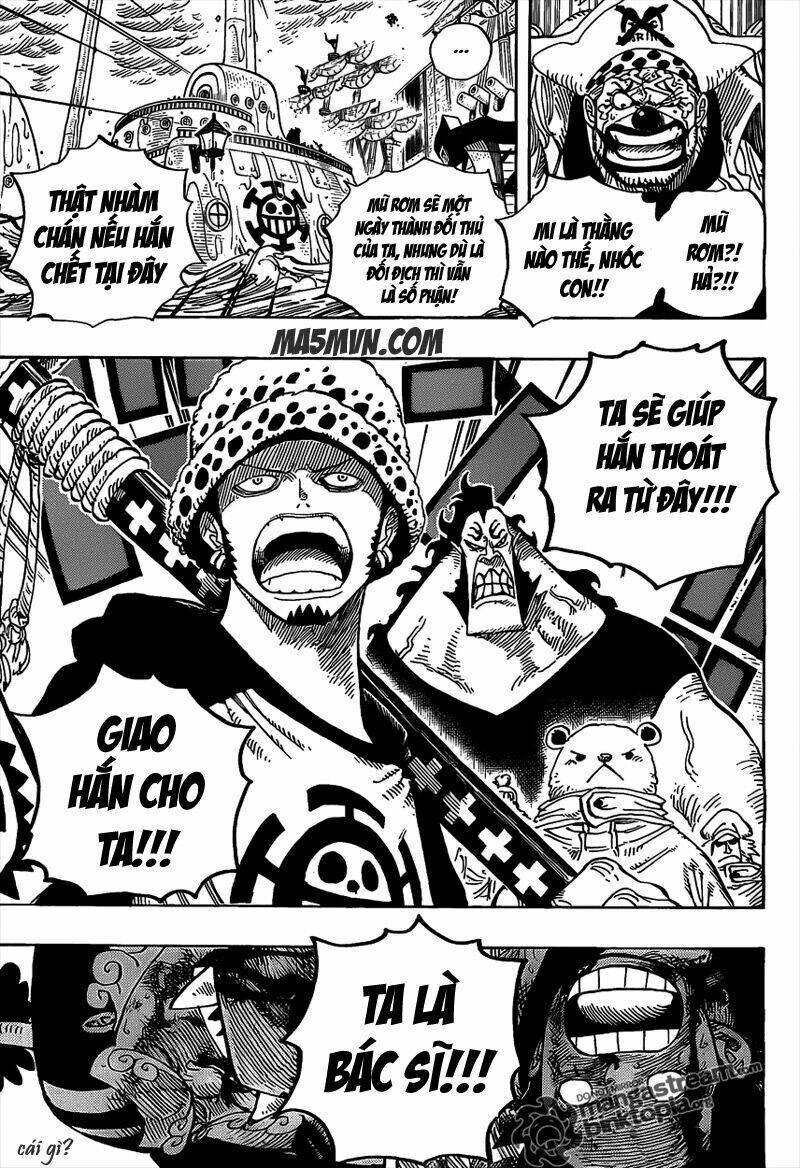 ...
MŨ
RƠM?!
HẢ?!!
MI LÀ THẰNG
NÀO THẾ, NHÓC
CON!!
MŨ RƠM SẼ MỘT
NGÀY THÀNH ĐỐI THỦ
CỦA TA, NHƯNG DÙ LÀ
ĐỐI ĐỊCH THÌ VẪN
LÀ SỐ PHẬN!
THẬT NHÀM
CHÁN NẾU HẮN
CHẾT TẠI ĐÂY
MA5MVN.COM
TA SẼ GIÚP
HẮN THOÁT
RA TỪ ĐÂY!!!
GIAO
HẮN CHO
TA!!!
TA LÀ
BÁC SĨ!!!
cái gì?
mangastream.com
binktopia